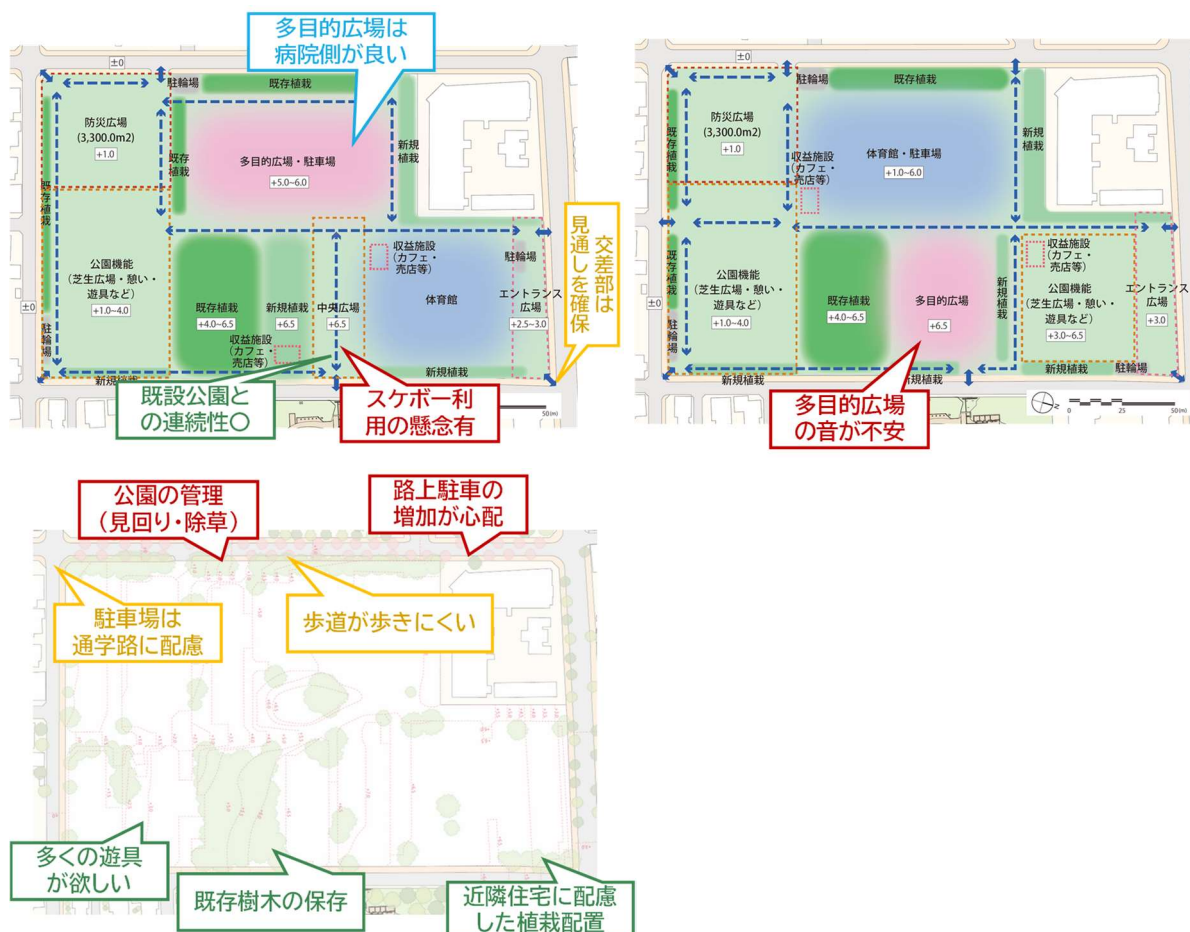 多目的広場は
病院側が良い
±0
駐輪場
既存植栽
防災広場
(3,300.0m2)
+1.0
既存
植栽
新規
植栽
多目的広場・駐車場
+5.0~6.0
既存植栽
公園機能
(芝生広場・憩い・
遊具など)
+1.0~4.0
±0
駐輪場
既存植栽
+4.0~6.5
新規植栽
+6.5
中央広場
+6.5
収益施設
(カフェ・
売店等)
収益施設
(カフェ・
売店等)
体育館
駐輪場
エントランス
広場
+2.5~3.0
新規植栽
新規植栽
交差部は
見通しを確保
既設公園と
の連続性〇
スケボー利
用の懸念有
50(m)
±0
駐輪場
既存植栽
防災広場
(3,300.0m2)
+1.0
既存植栽
収益施設
(カフェ・
売店等)
体育館・駐車場
+1.0~6.0
新規
植栽
公園機能
(芝生広場・憩い・
遊具など)
+1.0~4.0
既存植栽
±0
駐輪場
既存植栽
+4.0~6.5
多目的広場
+6.5
新規植栽
収益施設
(カフェ・
売店等)
公園機能
(芝生広場・憩い・
遊具など)
+3.0~6.5
エントランス
広場
+3.0
新規植栽
新規植栽
新規植栽
駐輪場
多目的広場
の音が不安
0
25
50(m)
公園の管理
(見回り・除草)
路上駐車の
増加が心配
駐車場は
通学路に配慮
歩道が歩きにくい
多くの遊具
が欲しい
既存樹木の保存
近隣住宅に配慮
した植栽配置